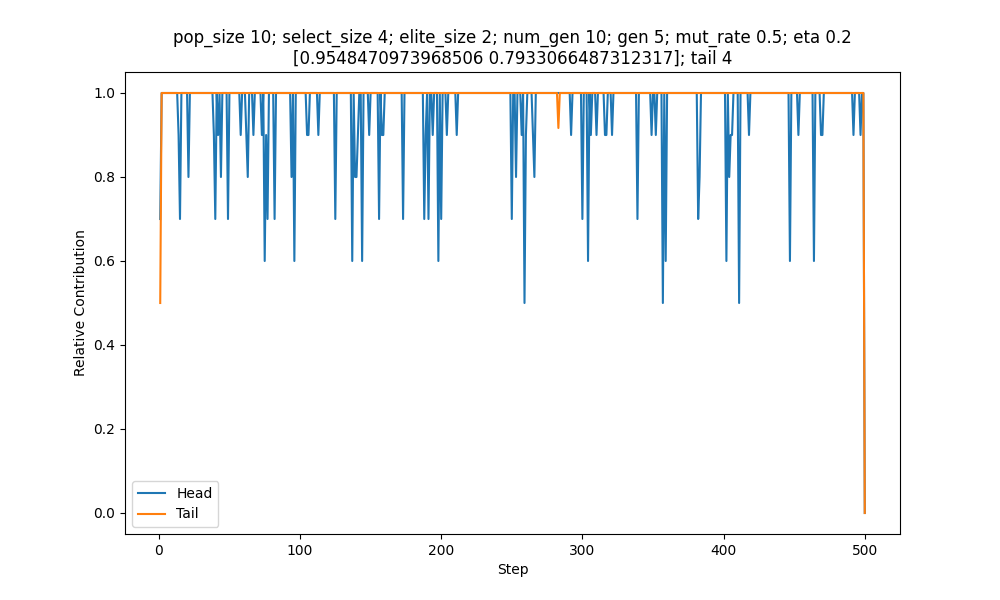 pop_size 10; select_size 4; elite_size 2; num_gen 10; gen 5; mut_rate 0.5; eta 0.2
[0.9548470973968506 0.7933066487312317]; tail 4
Relative Contribution
1.0
0.8
0.6
0.4
0.2
0.0
Head
Tail
0
100
200
300
400
500
Step